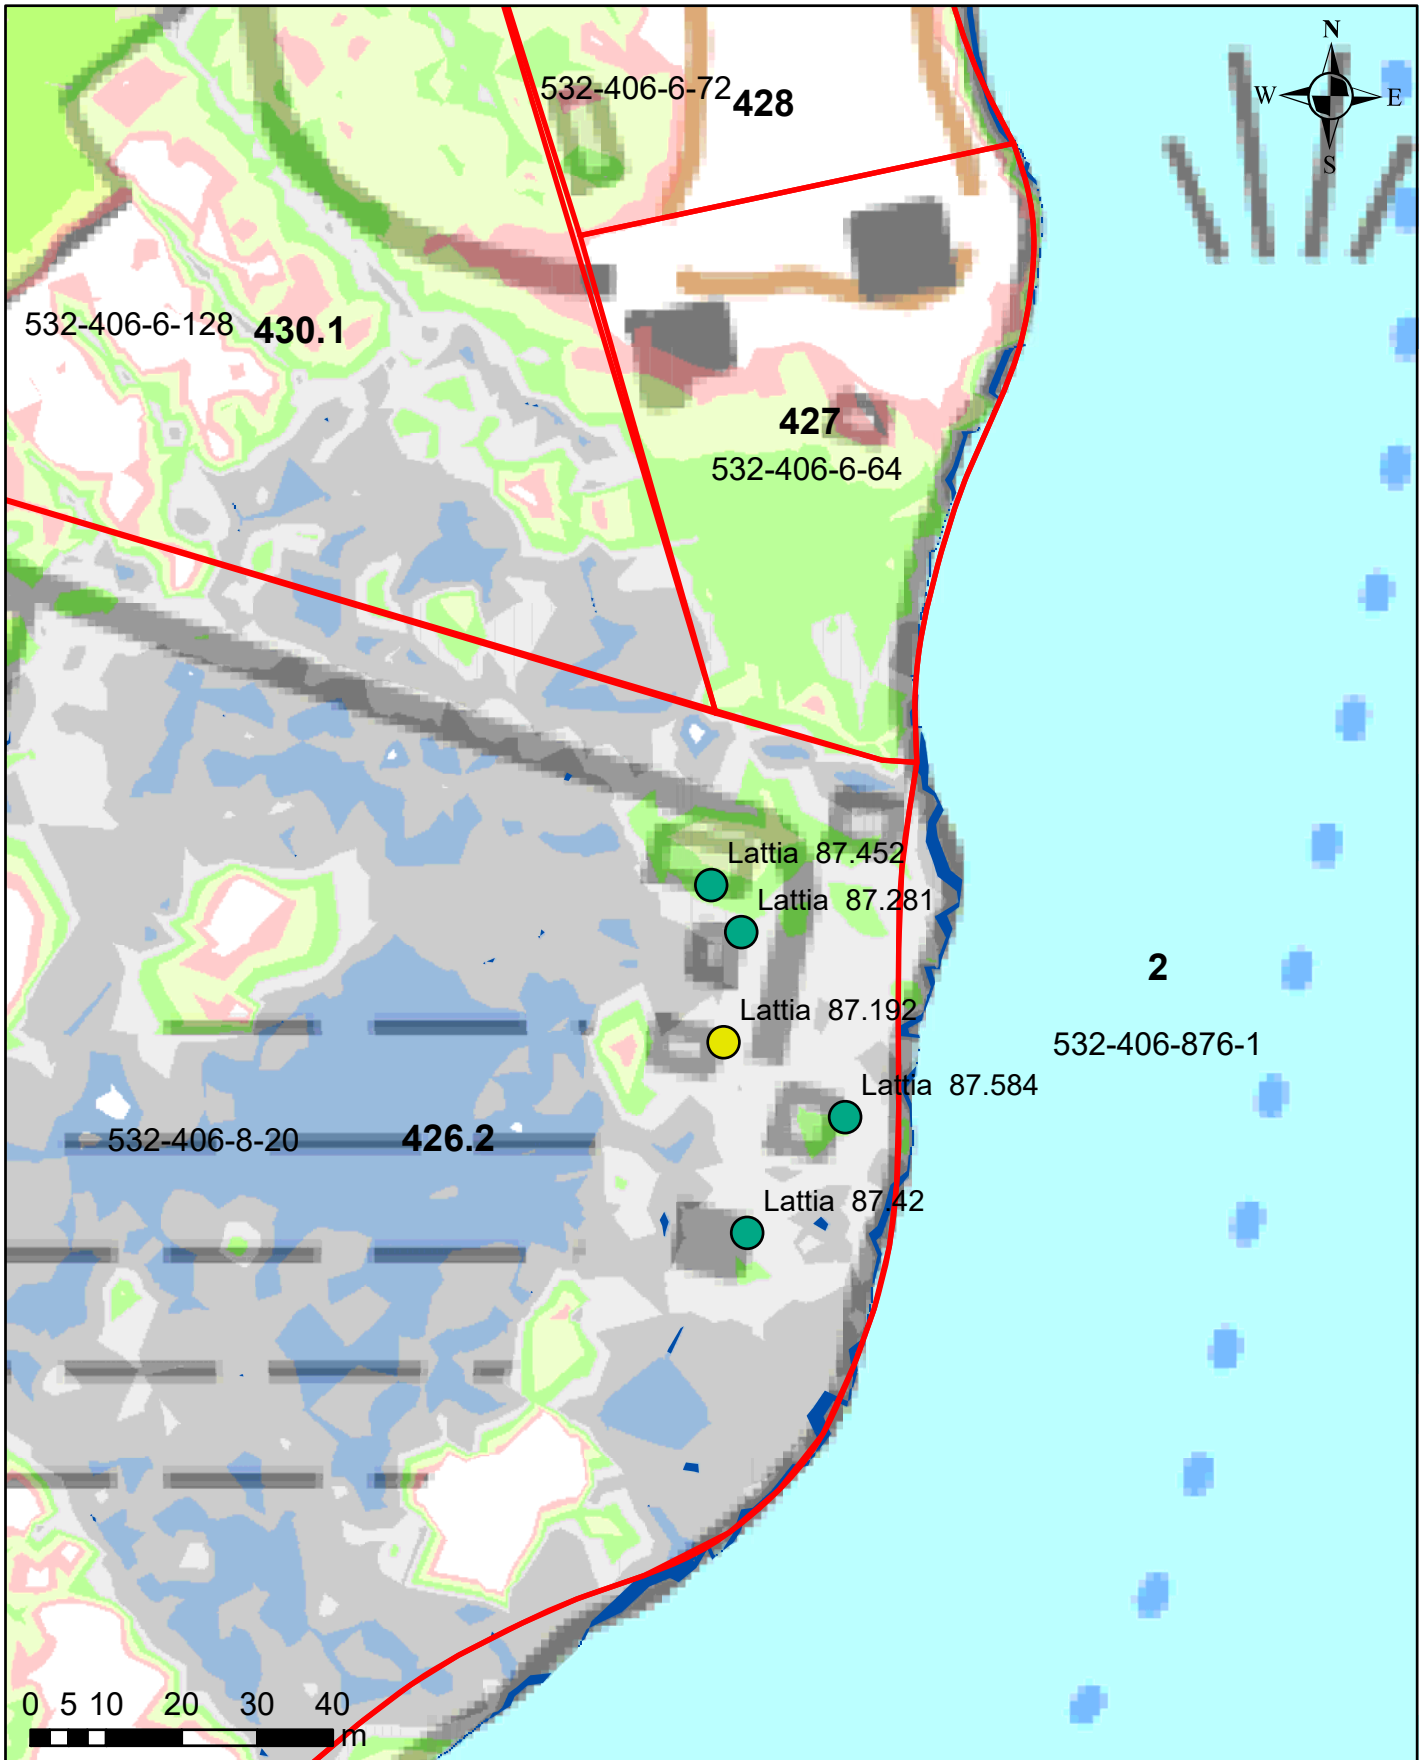 N
W E
S
532-406-6-72 428
532-406-6-128 430.1
427
532-406-6-64
Lattia 87.452
Lattia 87.281
2
Lattia 87.192
532-406-876-1
Lattia 87.584
532-406-8-20 426.2
Lattia 87.42
0 5 10 20 30 40
m